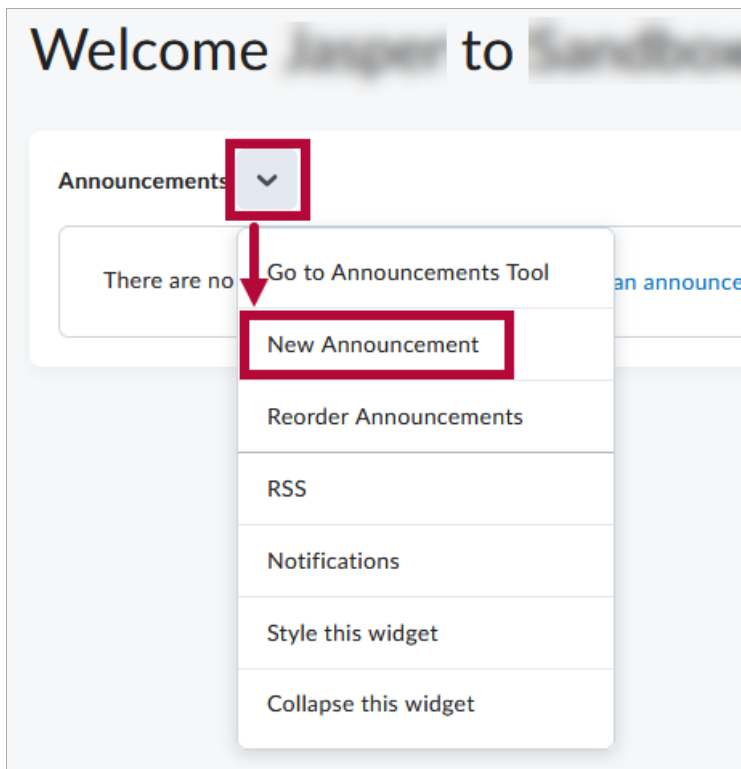 Welcome to
Announcements
There are no
an announce
Go to Announcements Tool
New Announcement
Reorder Announcements
RSS
Notifications
Style this widget
Collapse this widget